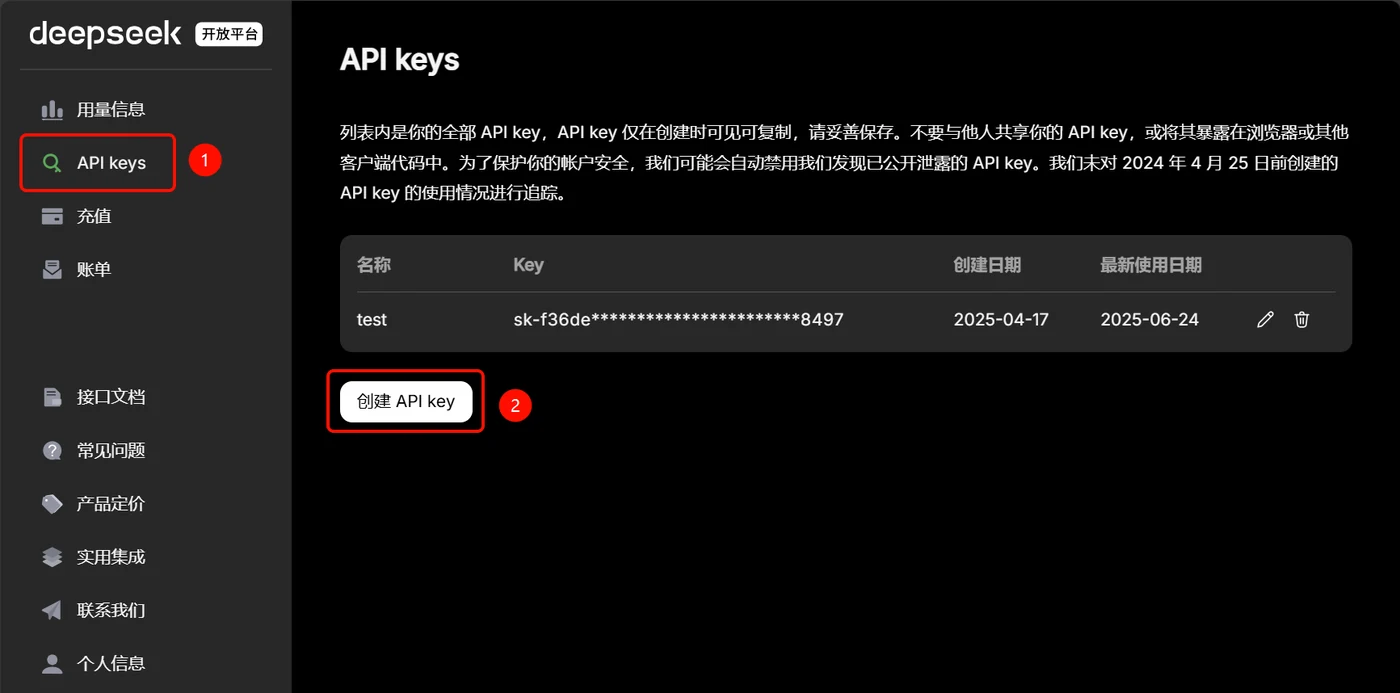 deepseek 开放平台
用量信息
API keys 1
充值
账单
接口文档
常见问题
产品定价
实用集成
联系我们
个人信息
API keys
列表内是你的全部 API key，API key 仅在创建时可见可复制，请妥善保存。不要与他人共享你的 API key，或将其暴露在浏览器或其他
客户端代码中。为了保护你的帐户安全，我们可能会自动禁用我们发现已公开泄露的 API key。我们未对 2024 年 4 月 25 日前创建的
API key 的使用情况进行追踪。
名称 Key 创建日期 最新使用日期
test sk-f36de***********************8497 2025-04-17 2025-06-24
创建 API key 2